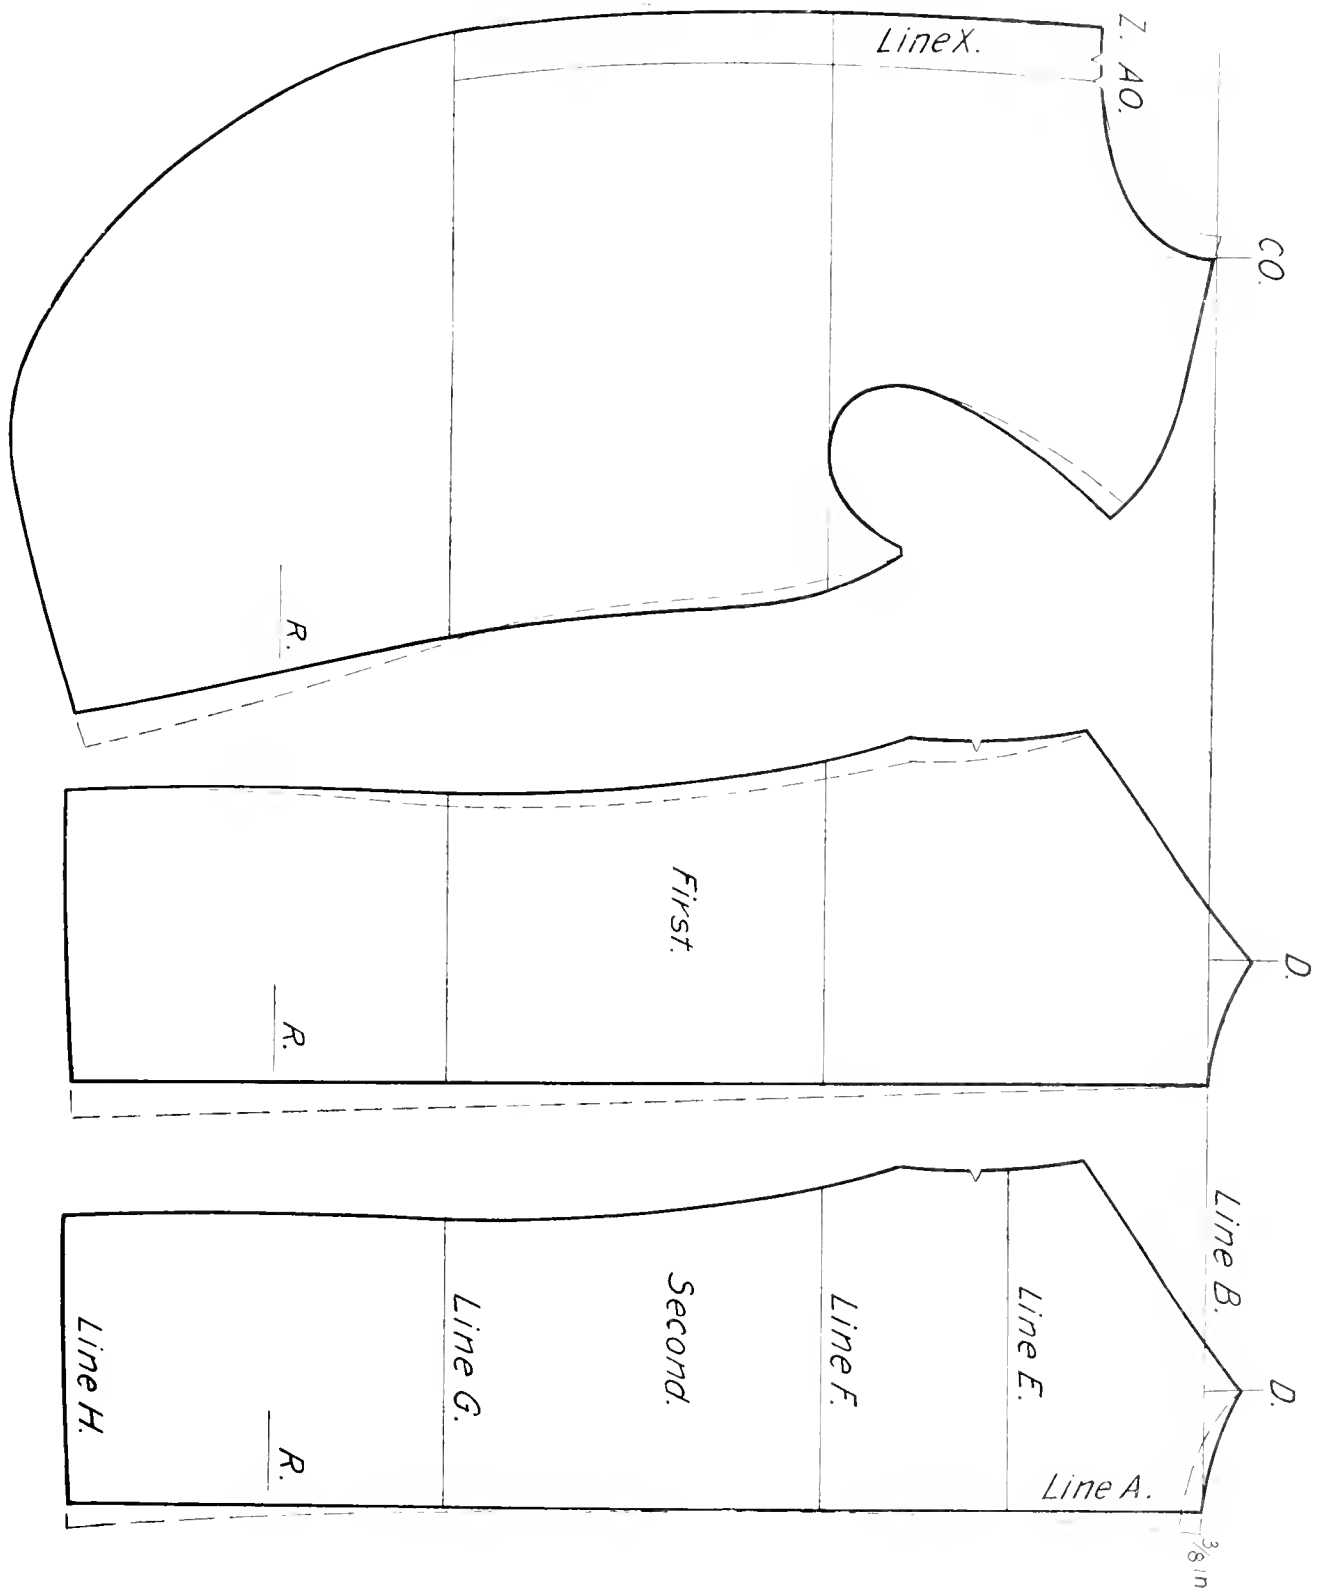 Line X.
Z. AO.
CO.
R.
First.
R.
D.
Line B.
Line E.
Line F.
Second.
Line G.
Line H.
R.
Line A.
D.
3/8 in